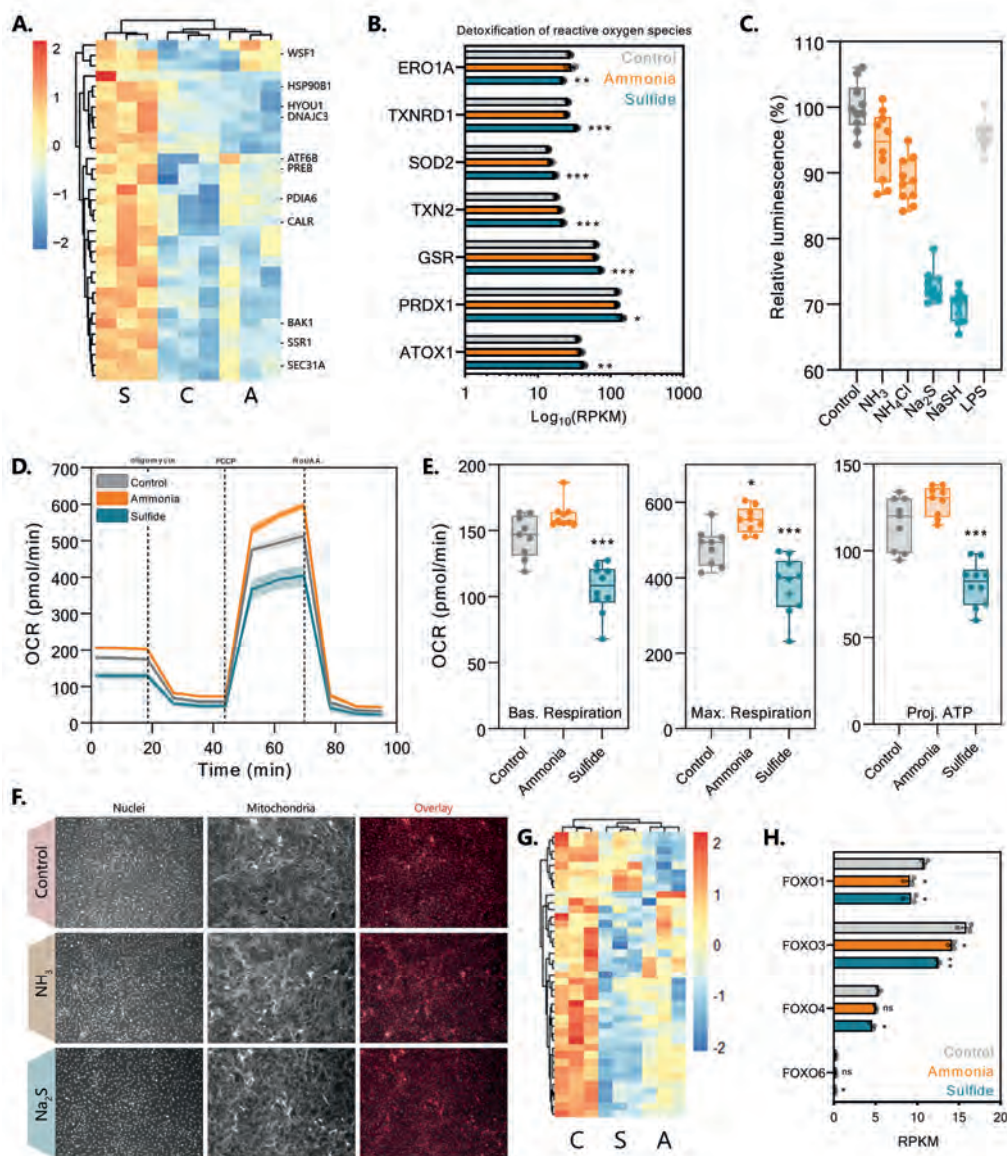 A.
2
1
0
−1
−2
WSF1
HSP90B1
HYOU1
DNAJC3
ATF6B
PREB
PDIA6
CALR
BAK1
SSR1
SEC31A
S C A
B.
Detoxification of reactive oxygen species
Control
Ammonia
Sulfide
ERO1A
**
TXNRD1
***
SOD2
***
TXN2
***
GSR
***
PRDX1
*
ATOX1
**
1 10 100 1000
Log10(RPKM)
C.
Relative luminescence (%)
100
90
80
70
60
Control
NH3
NH4Cl
Na2S
NaSH
LPS
D.
oligomycin FCCP Rot/AA
OCR (pmol/min)
700
600
500
400
300
200
100
0
Control
Ammonia
Sulfide
0 20 40 60 80 100
Time (min)
E.
OCR (pmol/min)
200
150
100
50
***
Bas. Respiration
Control
Ammonia
Sulfide
600
400
200
*
***
Max. Respiration
Control
Ammonia
Sulfide
150
100
50
***
Proj. ATP
Control
Ammonia
Sulfide
F.
Nuclei Mitochondria Overlay
Control
NH3
Na2S
G.
2
1
0
-1
-2
C S A
H.
FOXO1
*
*
FOXO3
*
FOXO4
ns
*
FOXO6
ns
*
Control
Ammonia
Sulfide
0 5 10 15 20
RPKM